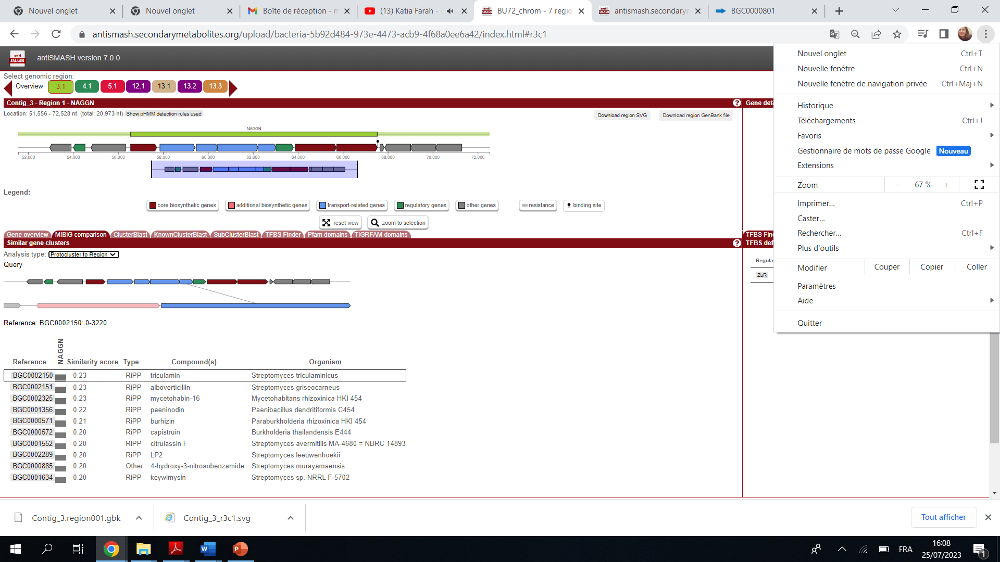 Nouvel onglet
Nouvel onglet
Boîte de réception - m
(13) Katia Farah -
BU72_chrom - 7 regio
antismash.secondarym
BGC0000801
antismash.secondarymetabolites.org/upload/bacteria-5b92d484-973e-4473-acb9-4f68a0ee6a42/index.html#r3c1
anti
SMASH
antiSMASH version 7.0.0
Select genomic region:
Overview 3.1 4.1 5.1 12.1 13.1 13.2 13.3
Contig_3 - Region 1 - NAGGN ?
Gene deta
Location: 51,556 - 72,528 nt. (total: 20,973 nt) Show pHMM detection rules used
Download region SVG Download region GenBank file
NAGGN
52,000 54,000 56,000 58,000 60,000 62,000 64,000 66,000 68,000 70,000 72,000
Legend:
core biosynthetic genes additional biosynthetic genes transport-related genes regulatory genes other genes resistance binding site
reset view zoom to selection
Gene overview MIBiG comparison ClusterBlast KnownClusterBlast SubClusterBlast TFBS Finder Pfam domains TIGRFAM domains
Similar gene clusters ?
TFBS Fin
TFBS def
Regula
ZuR
Analysis type: Protocluster to Region
Query
Reference: BGC0002150: 0-3220
Reference NAGGN Similarity score Type Compound(s) Organism
BGC0002150 0.23 RiPP triculamin Streptomyces triculaminicus
BGC0002151 0.23 RiPP alboverticillin Streptomyces griseocarneus
BGC0002325 0.23 RiPP mycetohabin-16 Mycetohabitans rhizoxinica HKI 454
BGC0001356 0.22 RiPP paeninodin Paenibacillus dendritiformis C454
BGC0000571 0.21 RiPP burhizin Paraburkholderia rhizoxinica HKI 454
BGC0000572 0.20 RiPP capistruin Burkholderia thailandensis E444
BGC0001552 0.20 RiPP citrulassin F Streptomyces avermitilis MA-4680 = NBRC 14893
BGC0002289 0.20 RiPP LP2 Streptomyces leeuwenhoekii
BGC0000885 0.20 Other 4-hydroxy-3-nitrosobenzamide Streptomyces murayamaensis
BGC0001634 0.20 RiPP keywimysin Streptomyces sp. NRRL F-5702
Nouvel onglet Ctrl+T
Nouvelle fenêtre Ctrl+N
Nouvelle fenêtre de navigation privée Ctrl+Maj+N
Historique
Téléchargements Ctrl+J
Favoris
Gestionnaire de mots de passe Google Nouveau
Extensions
Zoom − 67 % +
Imprimer... Ctrl+P
Caster...
Rechercher... Ctrl+F
Plus d'outils
Modifier Couper Copier Coller
Paramètres
Aide
Quitter
Contig_3.region001.gbk
Contig_3_r3c1.svg
Tout afficher
FRA
16:08
25/07/2023
1